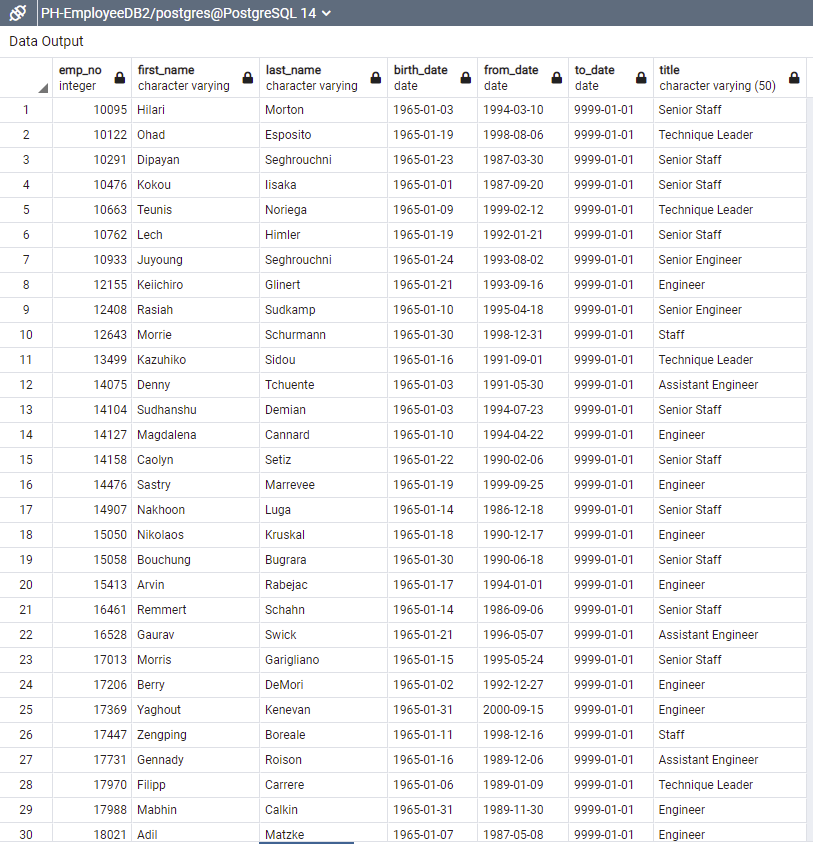 PH-EmployeeDB2/postgres@PostgreSQL 14
Data Output
emp_no first_name last_name birth_date from_date to_date title
integer character varying character varying date date date character varying (50)
1 10095 Hilari Morton 1965-01-03 1994-03-10 9999-01-01 Senior Staff
2 10122 Ohad Esposito 1965-01-19 1998-08-06 9999-01-01 Technique Leader
3 10291 Dipayan Seghrouchni 1965-01-23 1987-03-30 9999-01-01 Senior Staff
4 10476 Kokou Iisaka 1965-01-01 1987-09-20 9999-01-01 Senior Staff
5 10663 Teunis Noriega 1965-01-09 1999-02-12 9999-01-01 Technique Leader
6 10762 Lech Himler 1965-01-19 1992-01-21 9999-01-01 Senior Staff
7 10933 Juyoung Seghrouchni 1965-01-24 1993-08-02 9999-01-01 Senior Engineer
8 12155 Keiichiro Glinert 1965-01-21 1993-09-16 9999-01-01 Engineer
9 12408 Rasiah Sudkamp 1965-01-10 1995-04-18 9999-01-01 Senior Engineer
10 12643 Morrie Schurmann 1965-01-30 1998-12-31 9999-01-01 Staff
11 13499 Kazuhiko Sidou 1965-01-16 1991-09-01 9999-01-01 Technique Leader
12 14075 Denny Tchuente 1965-01-03 1991-05-30 9999-01-01 Assistant Engineer
13 14104 Sudhanshu Demian 1965-01-03 1994-07-23 9999-01-01 Senior Staff
14 14127 Magdalena Cannard 1965-01-10 1994-04-22 9999-01-01 Engineer
15 14158 Caolyn Setiz 1965-01-22 1990-02-06 9999-01-01 Senior Staff
16 14476 Sastry Marrevee 1965-01-19 1999-09-25 9999-01-01 Engineer
17 14907 Nakhoon Luga 1965-01-14 1986-12-18 9999-01-01 Senior Staff
18 15050 Nikolaos Kruskal 1965-01-18 1990-12-17 9999-01-01 Engineer
19 15058 Bouchung Bugrara 1965-01-30 1990-06-18 9999-01-01 Senior Staff
20 15413 Arvin Rabejac 1965-01-17 1994-01-01 9999-01-01 Engineer
21 16461 Remmert Schahn 1965-01-14 1986-09-06 9999-01-01 Senior Staff
22 16528 Gaurav Swick 1965-01-21 1996-05-07 9999-01-01 Assistant Engineer
23 17013 Morris Garigliano 1965-01-15 1995-05-24 9999-01-01 Senior Staff
24 17206 Berry DeMori 1965-01-02 1992-12-27 9999-01-01 Engineer
25 17369 Yaghout Kenevan 1965-01-31 2000-09-15 9999-01-01 Engineer
26 17447 Zengping Boreale 1965-01-11 1998-12-16 9999-01-01 Staff
27 17731 Gennady Roison 1965-01-16 1989-12-06 9999-01-01 Assistant Engineer
28 17970 Filipp Carrere 1965-01-06 1989-01-09 9999-01-01 Technique Leader
29 17988 Mabhin Calkin 1965-01-31 1989-11-30 9999-01-01 Engineer
30 18021 Adil Matzke 1965-01-07 1987-05-08 9999-01-01 Engineer